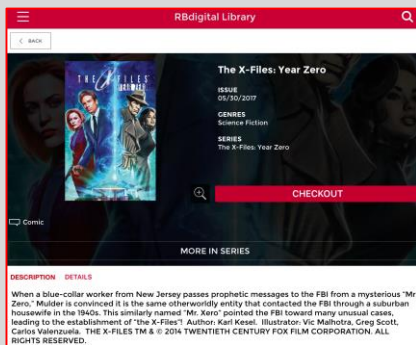 RBdigital Library
< BACK
THE X FILES
YEAR ZERO
The X-Files: Year Zero
ISSUE
05/30/2017
GENRES
Science Fiction
SERIES
The X-Files: Year Zero
CHECKOUT
Comic
MORE IN SERIES
DESCRIPTION DETAILS
When a blue-collar worker from New Jersey passes prophetic messages to the FBI from a mysterious "Mr.
Zero," Mulder is convinced it is the same otherworldly entity that contacted the FBI through a suburban
housewife in the 1940s. This similarly named "Mr. Xero" pointed the FBI toward many unusual cases,
leading to the establishment of "the X-Files"! Author: Karl Kesel. Illustrator: Vic Malhotra, Greg Scott,
Carlos Valenzuela. THE X-FILES TM & © 2014 TWENTIETH CENTURY FOX FILM CORPORATION. ALL
RIGHTS RESERVED.